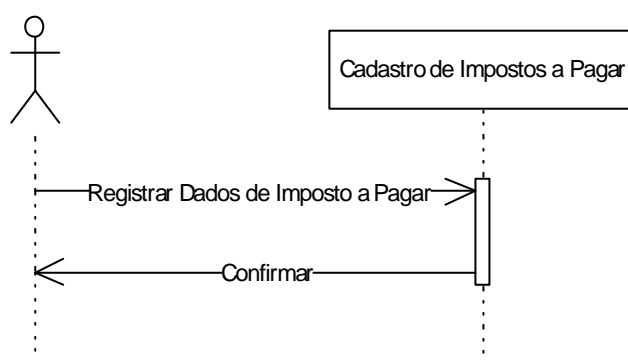 Cadastro de Impostos a Pagar
Registrar Dados de Imposto a Pagar
Confirmar